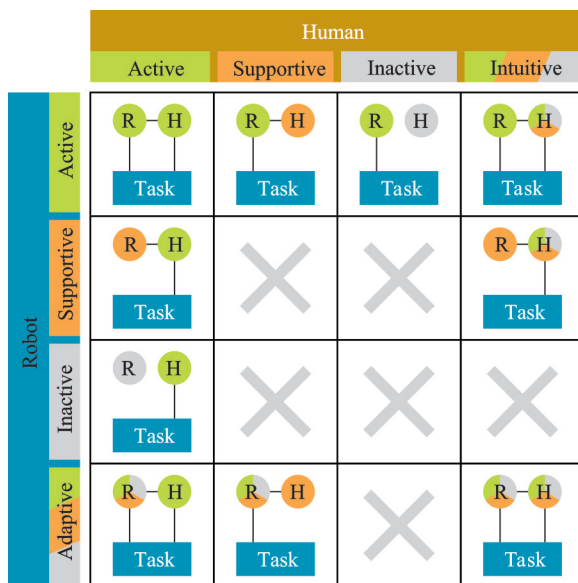 Human
Active Supportive Inactive Intuitive
Robot
Active
R H R H R H R H
Task Task Task Task
Supportive
R H R H
Task Task
Inactive
R H
Task
Adaptive
R H R H R H
Task Task Task